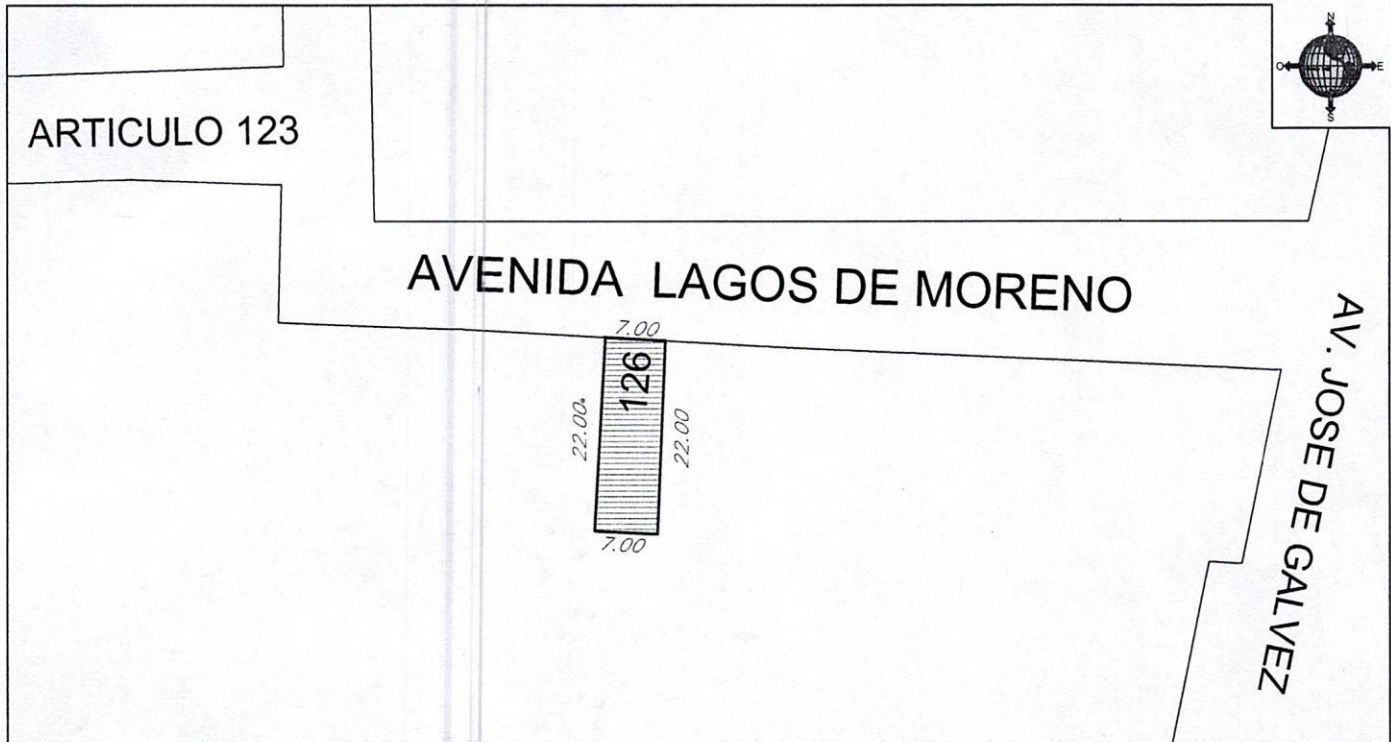 N
O E
S
ARTICULO 123
AVENIDA LAGOS DE MORENO
7.00
126
22.00
22.00
7.00
AV. JOSE DE GALVEZ